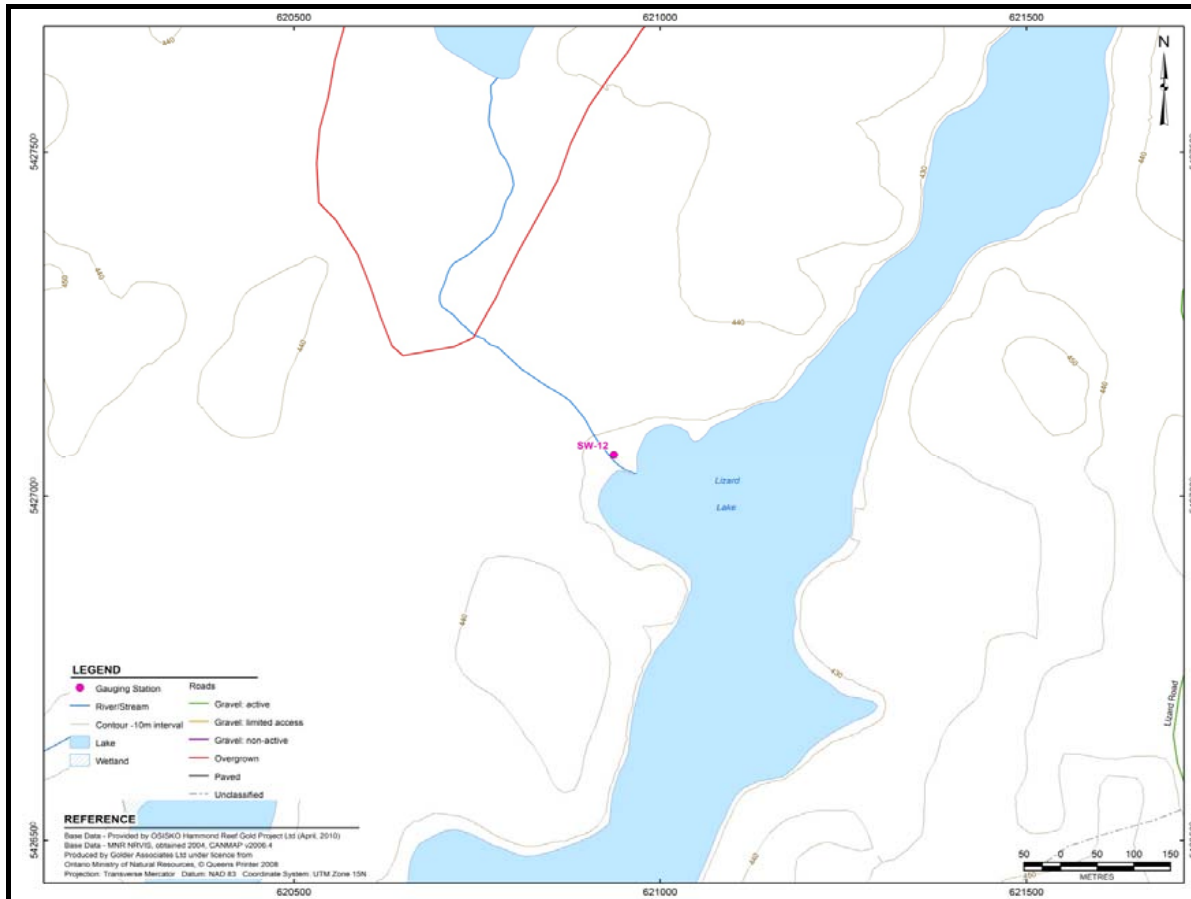 620500 621000 621500
N
440
440
440
430
5427500
440
450
440
440
450
440
SW-12
5427000
Lizard
Lake
440
430
Lizard Road
LEGEND
Gauging Station
River/Stream
Contour -10m interval
Lake
Wetland
Roads
Gravel: active
Gravel: limited access
Gravel: non-active
Overgrown
Paved
Unclassified
REFERENCE
Base Data - Provided by OSISKO Hammond Reef Gold Project Ltd (April, 2010)
Base Data - MNR NRVIS, obtained 2004, CANMAP v2006.4
Produced by Golder Associates Ltd under licence from
Ontario Ministry of Natural Resources, © Queens Printer 2008
Projection: Transverse Mercator Datum: NAD 83 Coordinate System: UTM Zone 15N
5426500
440
450
50 0 50 100 150
METRES
620500 621000 621500